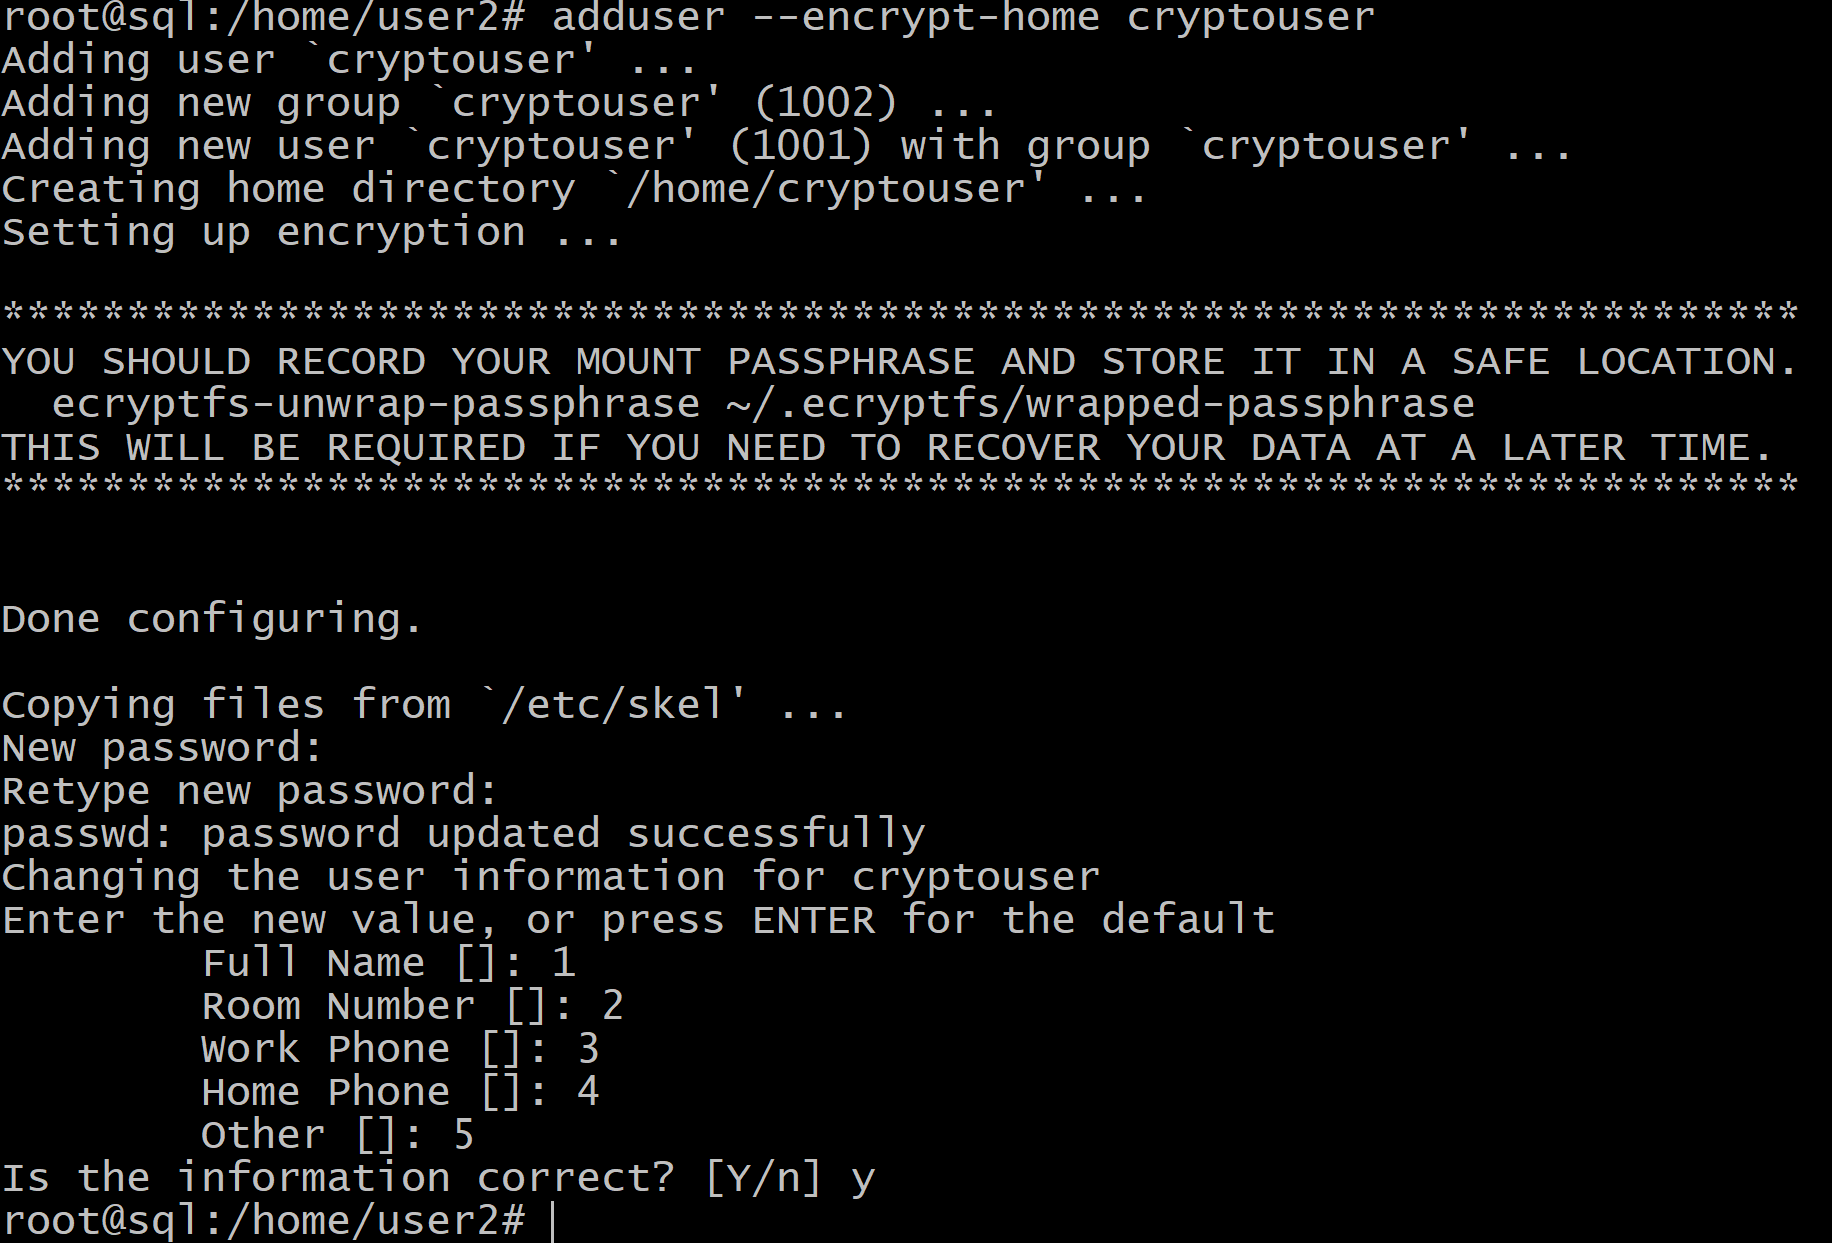 root@sql:/home/user2# adduser --encrypt-home cryptouser
Adding user `cryptouser' ...
Adding new group `cryptouser' (1002) ...
Adding new user `cryptouser' (1001) with group `cryptouser' ...
Creating home directory `/home/cryptouser' ...
Setting up encryption ...
************************************************************************
YOU SHOULD RECORD YOUR MOUNT PASSPHRASE AND STORE IT IN A SAFE LOCATION.
  ecryptfs-unwrap-passphrase ~/.ecryptfs/wrapped-passphrase
THIS WILL BE REQUIRED IF YOU NEED TO RECOVER YOUR DATA AT A LATER TIME.
************************************************************************
Done configuring.
Copying files from `/etc/skel' ...
New password:
Retype new password:
passwd: password updated successfully
Changing the user information for cryptouser
Enter the new value, or press ENTER for the default
        Full Name []: 1
        Room Number []: 2
        Work Phone []: 3
        Home Phone []: 4
        Other []: 5
Is the information correct? [Y/n] y
root@sql:/home/user2#